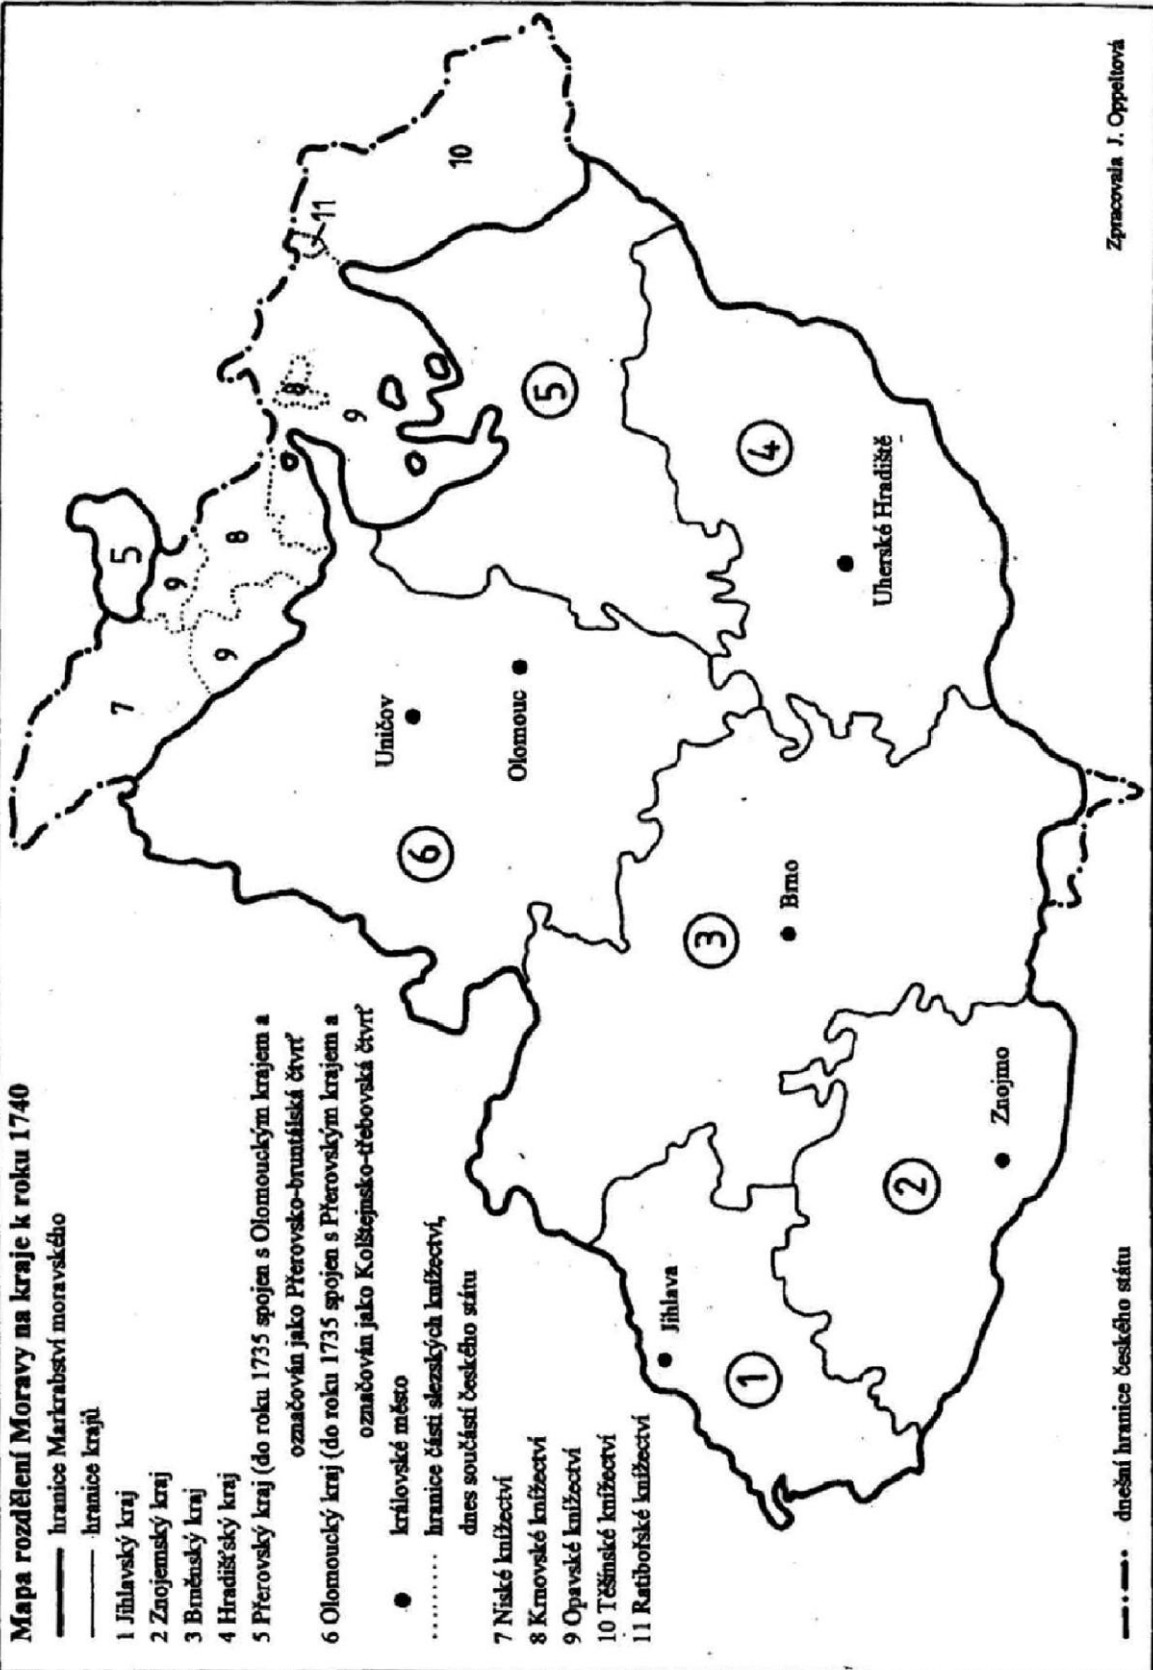 Mapa rozdělení Moravy na kraje k roku 1740
hranice Markrabství moravského
hranice krajů
1 Jihlavský kraj
2 Znojemský kraj
3 Brněnský kraj
4 Hradišťský kraj
5 Přerovský kraj (do roku 1735 spojen s Olomouckým krajem a
označován jako Přerovsko-bruntálská čtvrť
6 Olomoucký kraj (do roku 1735 spojen s Přerovským krajem a
označován jako Kolštejnsko-třebovská čtvrť
královské město
hranice části slezských knížectví,
dnes součástí českého státu
7 Niské knížectví
8 Krnovské knížectví
9 Opavské knížectví
10 Těšínské knížectví
11 Ratibořské knížectví
dnešní hranice českého státu
7
5
9
9
8
8
9
11
10
Uničov
Olomouc
6
5
4
Uherské Hradiště
3
Brno
Jihlava
1
2
Znojmo
Zpracovala J. Oppeltová